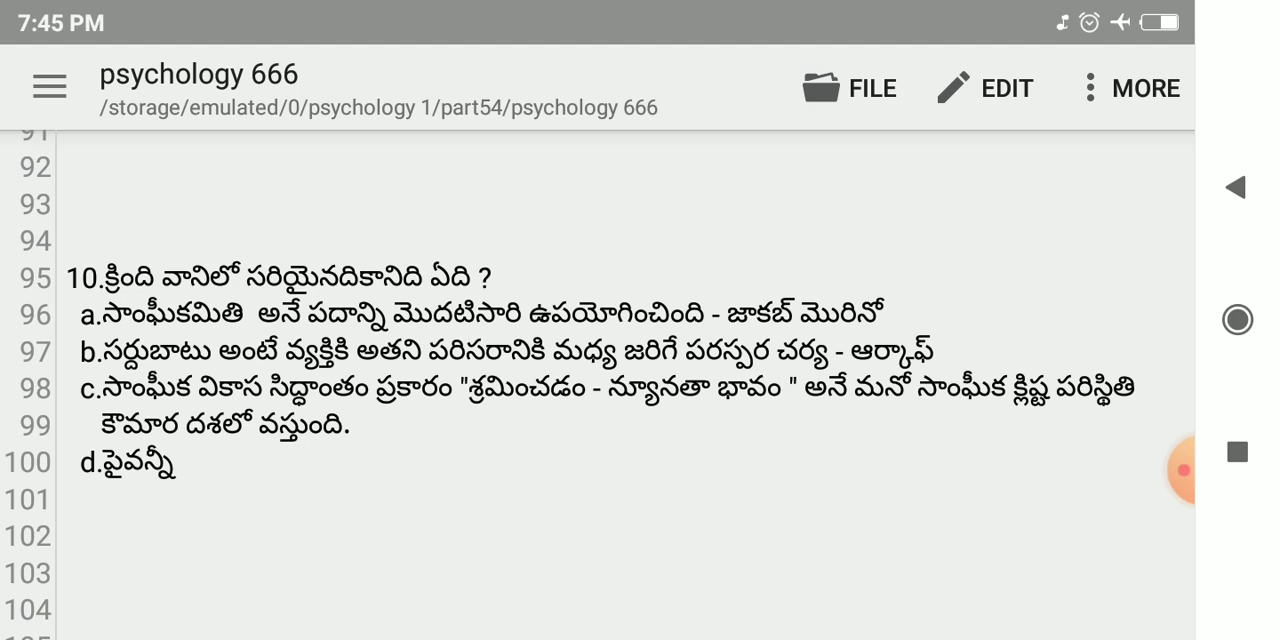 7:45 PM
psychology 666
/storage/emulated/0/psychology 1/part54/psychology 666
FILE
EDIT
MORE
91
92
93
94
95 10.క్రింది వానిలో సరియైనదికానిది ఏది ?
96 a.సాంఘీకమితి  అనే పదాన్ని మొదటిసారి ఉపయోగించింది - జాకబ్ మొరినో
97 b.సర్దుబాటు అంటే వ్యక్తికి అతని పరిసరానికి మధ్య జరిగే పరస్పర చర్య - ఆర్కాఫ్
98 c.సాంఘీక వికాస సిద్ధాంతం ప్రకారం "శ్రమించడం - న్యూనతా భావం " అనే మనో సాంఘీక క్లిష్ట పరిస్థితి
99 కౌమార దశలో వస్తుంది.
100 d.పైవన్నీ
101
102
103
104
105